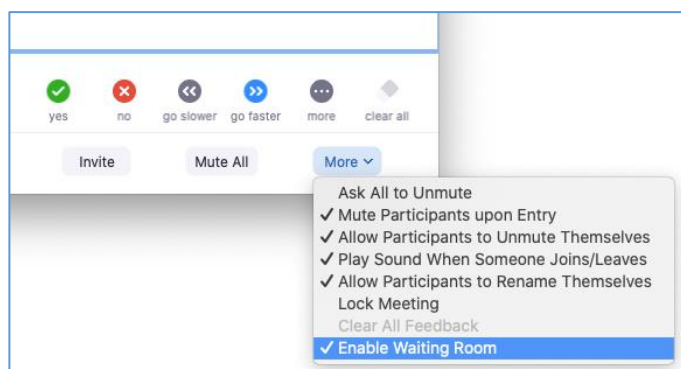 yes no go slower go faster more clear all
Invite Mute All More
Ask All to Unmute
✓ Mute Participants upon Entry
✓ Allow Participants to Unmute Themselves
✓ Play Sound When Someone Joins/Leaves
✓ Allow Participants to Rename Themselves
Lock Meeting
Clear All Feedback
✓ Enable Waiting Room